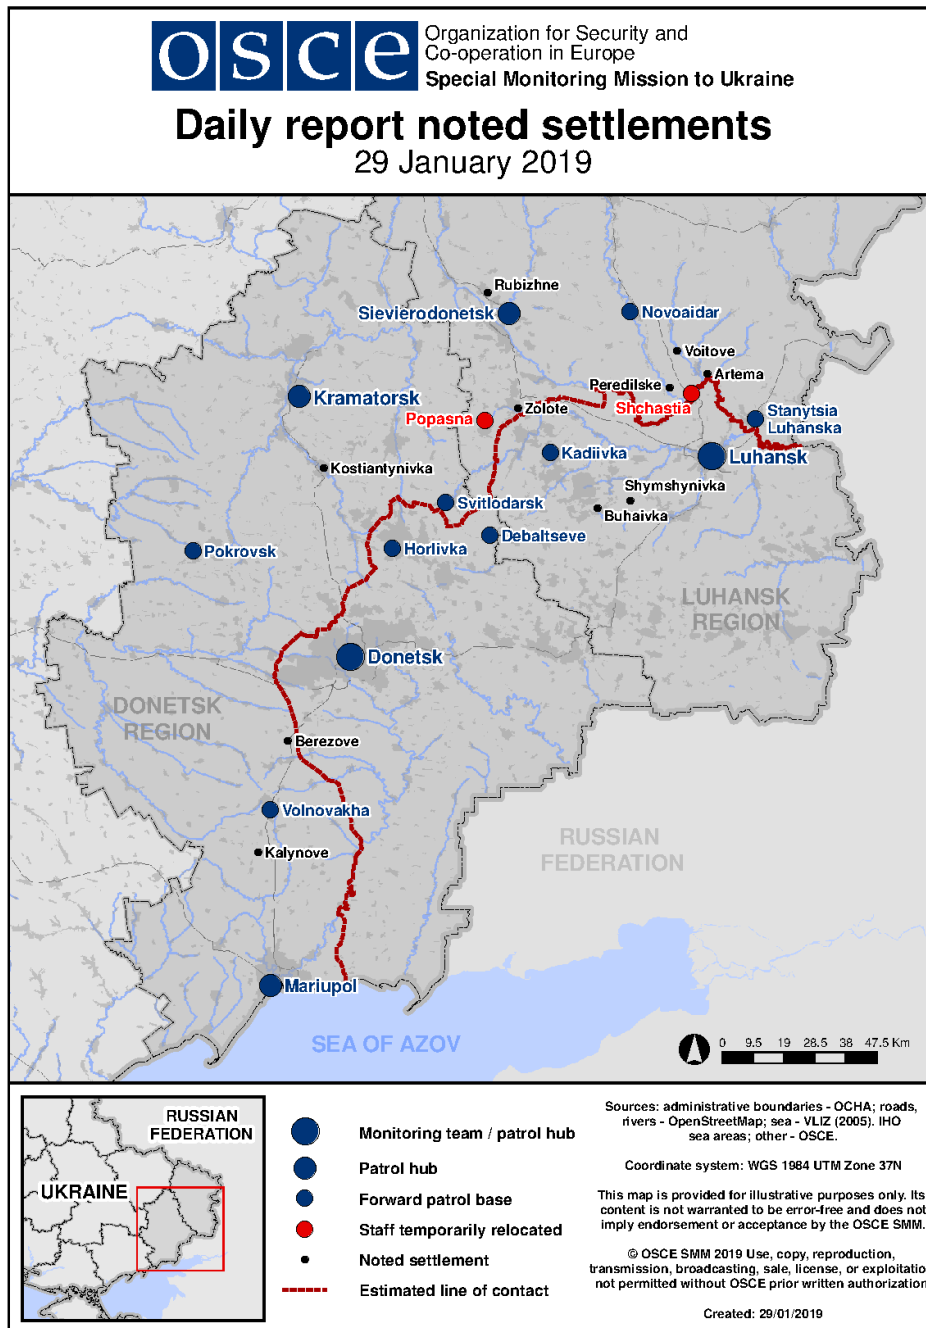 osce
Organization for Security and
Co-operation in Europe
Special Monitoring Mission to Ukraine
Daily report noted settlements
29 January 2019
Rubizhne
Sievierodonetsk
Novoaidar
Voitove
Artema
Peredilske
Kramatorsk
Shchastia
Zolote
Popasna
Stanytsia
Luhanska
Kadiivka
Luhansk
Kostiantynivka
Shymshynivka
Svitlodarsk
Buhaivka
Debaltseve
Horlivka
Pokrovsk
LUHANSK
REGION
Donetsk
DONETSK
REGION
Berezove
Volnovakha
RUSSIAN
FEDERATION
Kalynove
Mariupol
SEA OF AZOV
0 9.5 19 28.5 38 47.5 Km
RUSSIAN
FEDERATION
UKRAINE
Monitoring team / patrol hub
Patrol hub
Forward patrol base
Staff temporarily relocated
Noted settlement
Estimated line of contact
Sources: administrative boundaries - OCHA; roads,
rivers - OpenStreetMap; sea - VLIZ (2005). IHO
sea areas; other - OSCE.
Coordinate system: WGS 1984 UTM Zone 37N
This map is provided for illustrative purposes only. Its
content is not warranted to be error-free and does not
imply endorsement or acceptance by the OSCE SMM.
© OSCE SMM 2019 Use, copy, reproduction,
transmission, broadcasting, sale, license, or exploitatio
not permitted without OSCE prior written authorization
Created: 29/01/2019